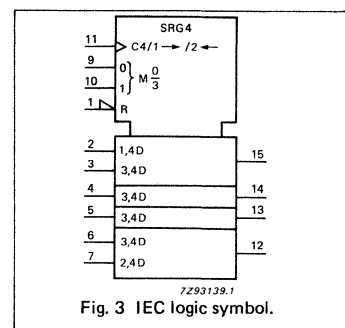 SRG4
11 C4/1 → /2 ←
9 0
10 1 } M 0/3
1 R
2 1,4D 15
3 3,4D
4 3,4D 14
5 3,4D 13
6 3,4D 12
7 2,4D
7Z93139.1
Fig. 3 IEC logic symbol.